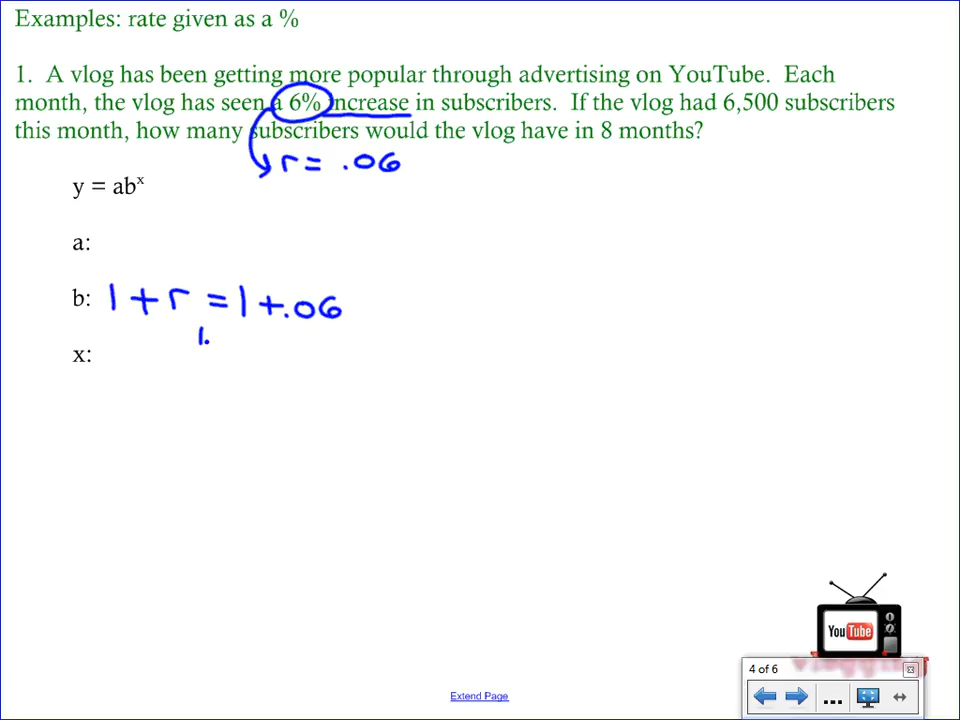 Examples: rate given as a %
1. A vlog has been getting more popular through advertising on YouTube. Each
month, the vlog has seen a 6% increase in subscribers. If the vlog had 6,500 subscribers
this month, how many subscribers would the vlog have in 8 months?
r = .06
y = abˣ
a:
b: 1 + r = 1 + .06
1.
x:
YouTube
vlogging
4 of 6
...
Extend Page